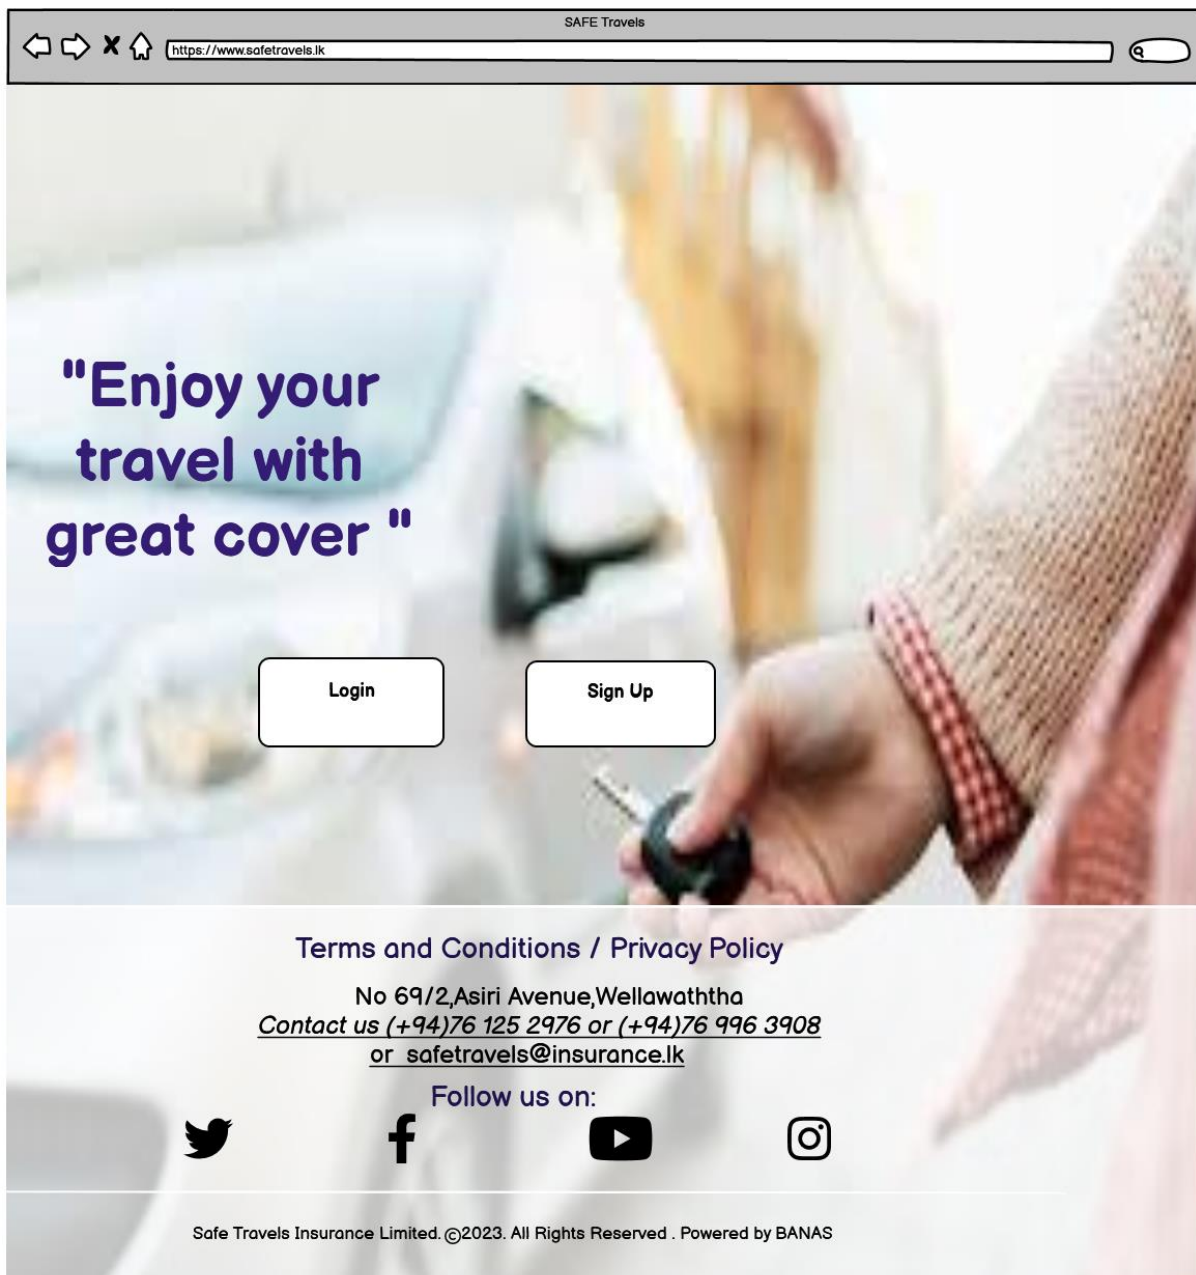 SAFE Travels
https://www.safetravels.lk
"Enjoy your
travel with
great cover "
Login
Sign Up
Terms and Conditions / Privacy Policy
No 69/2,Asiri Avenue,Wellawaththa
Contact us (+94)76 125 2976 or (+94)76 996 3908
or safetravels@insurance.lk
Follow us on:
Safe Travels Insurance Limited. ©2023. All Rights Reserved . Powered by BANAS